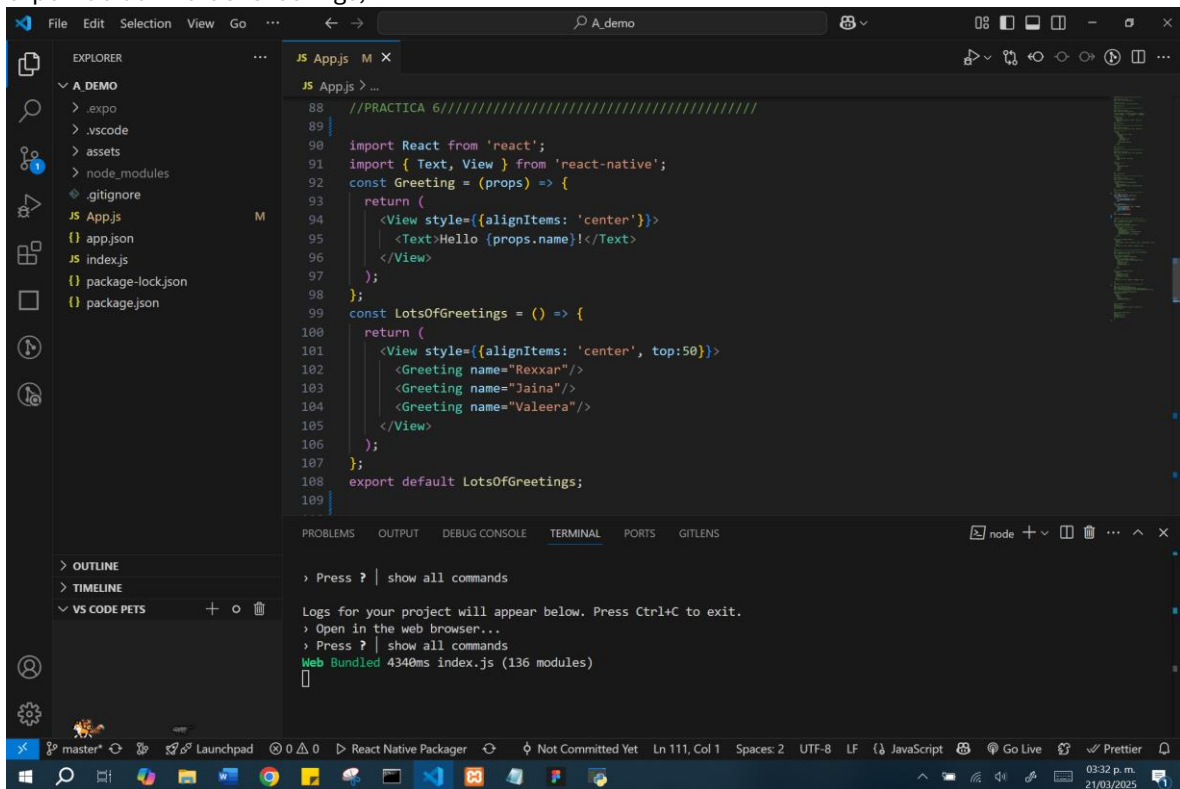 File Edit Selection View Go ··· A_demo
EXPLORER ···
A_DEMO
.expo
.vscode
assets
node_modules
.gitignore
JS App.js M
{} app.json
JS index.js
{} package-lock.json
{} package.json
OUTLINE
TIMELINE
VS CODE PETS
JS App.js M
JS App.js > ...
88 //PRACTICA 6//////////////////////////////////////////
89
90 import React from 'react';
91 import { Text, View } from 'react-native';
92 const Greeting = (props) => {
93 return (
94 <View style={{alignItems: 'center'}}>
95 <Text>Hello {props.name}!</Text>
96 </View>
97 );
98 };
99 const LotsOfGreetings = () => {
100 return (
101 <View style={{alignItems: 'center', top:50}}>
102 <Greeting name="Rexxar"/>
103 <Greeting name="Jaina"/>
104 <Greeting name="Valeera"/>
105 </View>
106 );
107 };
108 export default LotsOfGreetings;
109
PROBLEMS OUTPUT DEBUG CONSOLE TERMINAL PORTS GITLENS node
› Press ? | show all commands
Logs for your project will appear below. Press Ctrl+C to exit.
› Open in the web browser...
› Press ? | show all commands
Web Bundled 4340ms index.js (136 modules)
master* Launchpad 0 0 React Native Packager Not Committed Yet Ln 111, Col 1 Spaces: 2 UTF-8 LF {} JavaScript Go Live Prettier
03:32 p. m.
21/03/2025